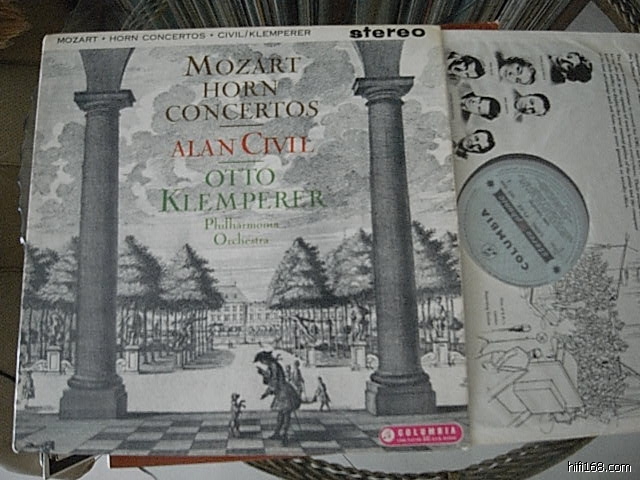 MOZART • HORN CONCERTOS • CIVIL/KLEMPERER
stereo
MOZART
HORN
CONCERTOS
ALAN CIVIL
OTTO
KLEMPERER
Philharmonia
Orchestra
COLUMBIA
COLUMBIA
hifi168.com